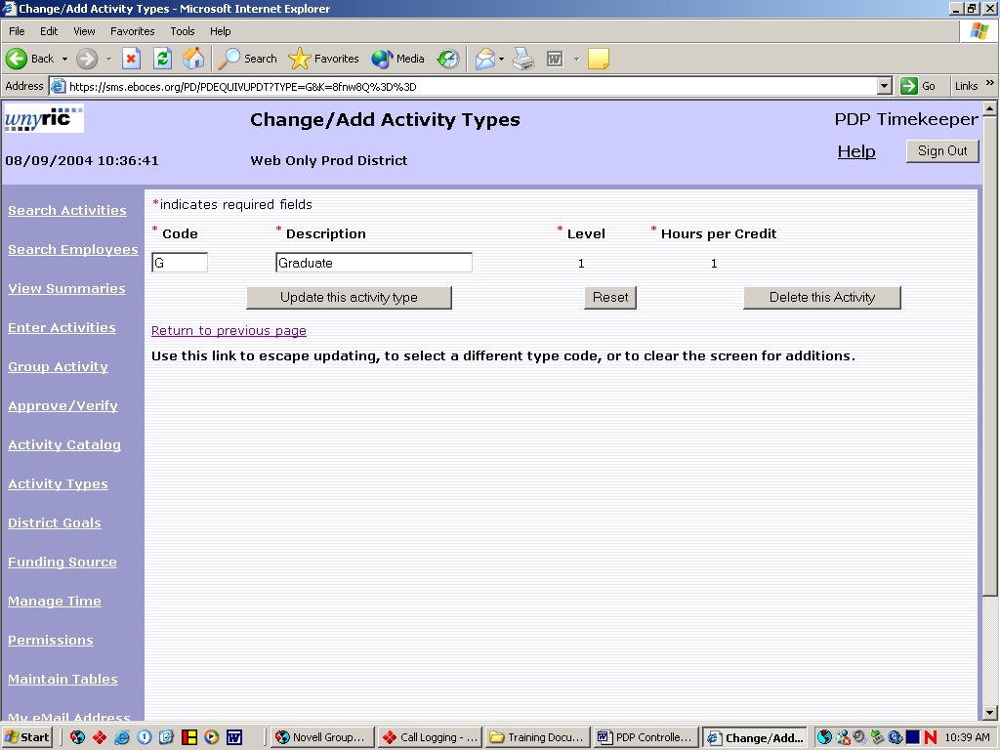 Change/Add Activity Types - Microsoft Internet Explorer
File Edit View Favorites Tools Help
Back Search Favorites Media
Address https://sms.eboces.org/PD/PDEQUIVUPDT?TYPE=G&K=8fnw8Q%3D%3D Go Links »
wnyric Change/Add Activity Types PDP Timekeeper
Help Sign Out
08/09/2004 10:36:41 Web Only Prod District
Search Activities
Search Employees
View Summaries
Enter Activities
Group Activity
Approve/Verify
Activity Catalog
Activity Types
District Goals
Funding Source
Manage Time
Permissions
Maintain Tables
My eMail Address
*indicates required fields
* Code * Description * Level * Hours per Credit
G Graduate 1 1
Update this activity type Reset Delete this Activity
Return to previous page
Use this link to escape updating, to select a different type code, or to clear the screen for additions.
Start Novell Group... Call Logging - ... Training Docu... PDP Controlle... Change/Add... 10:39 AM